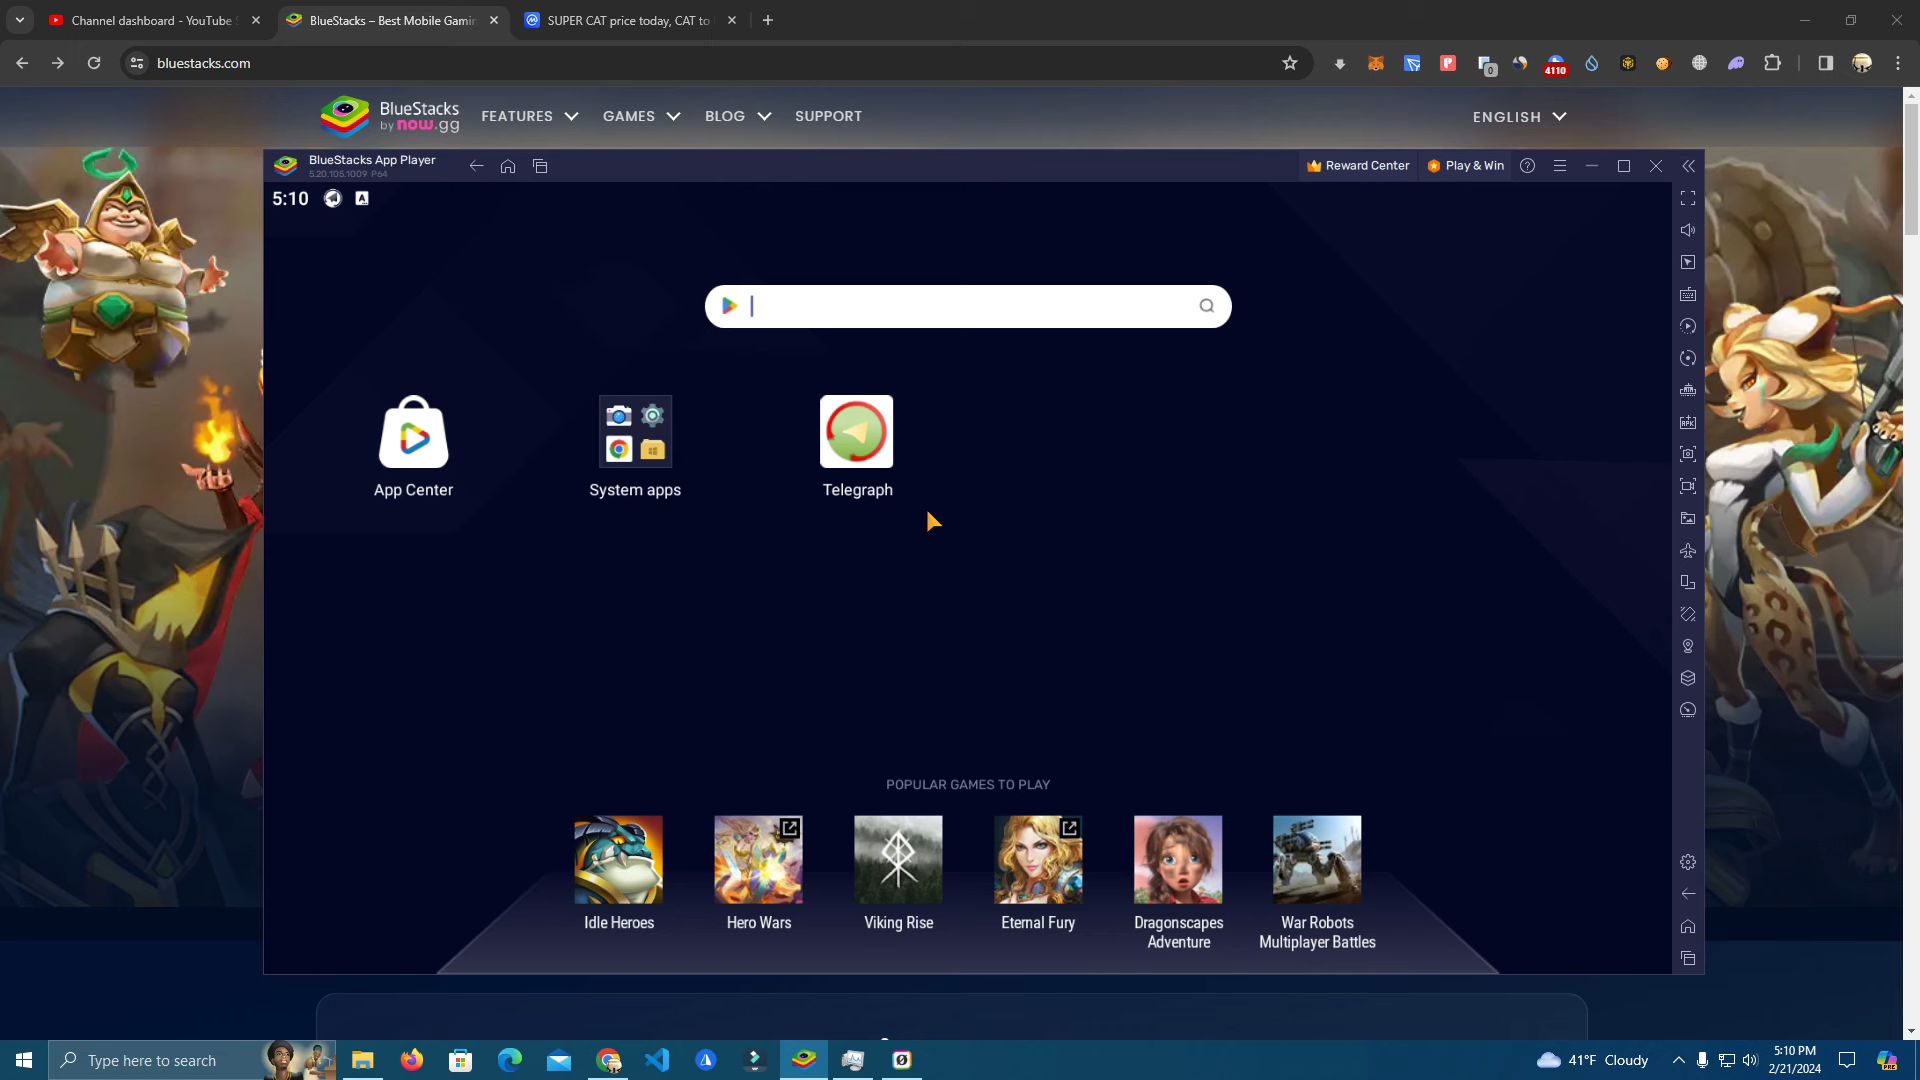 Channel dashboard - YouTube
BlueStacks – Best Mobile Gamin
SUPER CAT price today, CAT to
bluestacks.com
0
4110
BlueStacks
by now.gg
FEATURES
GAMES
BLOG
SUPPORT
ENGLISH
BlueStacks App Player
5.20.105.1009 P64
Reward Center
Play & Win
5:10
A
App Center
System apps
Telegraph
APK
POPULAR GAMES TO PLAY
Idle Heroes
Hero Wars
Viking Rise
Eternal Fury
Dragonscapes
Adventure
War Robots
Multiplayer Battles
Type here to search
41°F Cloudy
5:10 PM
2/21/2024
PRE